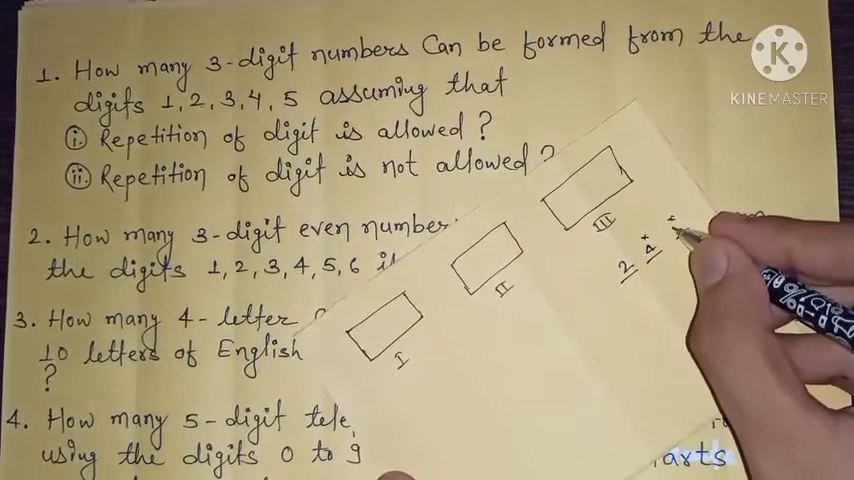 1. How many 3-digit numbers Can be formed from the
digits 1, 2, 3, 4, 5 assuming that
(i). Repetition of digit is allowed ?
(ii) Repetition of digit is not allowed ?
2. How many 3-digit even number
the digits 1, 2, 3, 4, 5, 6
3. How many 4-letter
10 letters of English
?
4. How many 5-digit tele
using the digits 0 to 9
arts
I
II
III
2 4
K
KINEMASTER